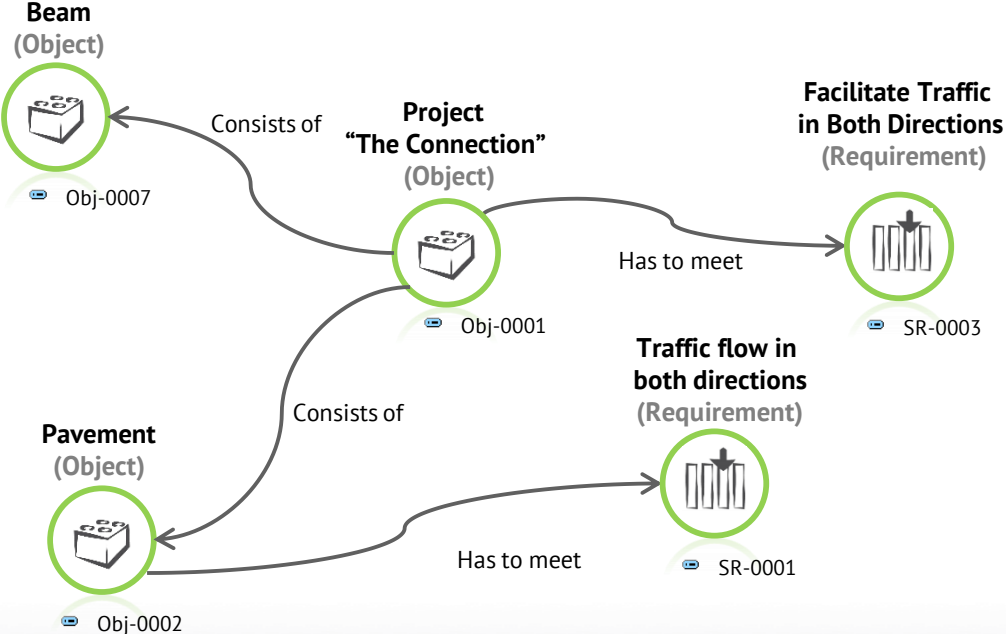 Beam
(Object)
Obj-0007
Consists of
Project
“The Connection”
(Object)
Obj-0001
Has to meet
Facilitate Traffic
in Both Directions
(Requirement)
SR-0003
Consists of
Pavement
(Object)
Obj-0002
Has to meet
Traffic flow in
both directions
(Requirement)
SR-0001